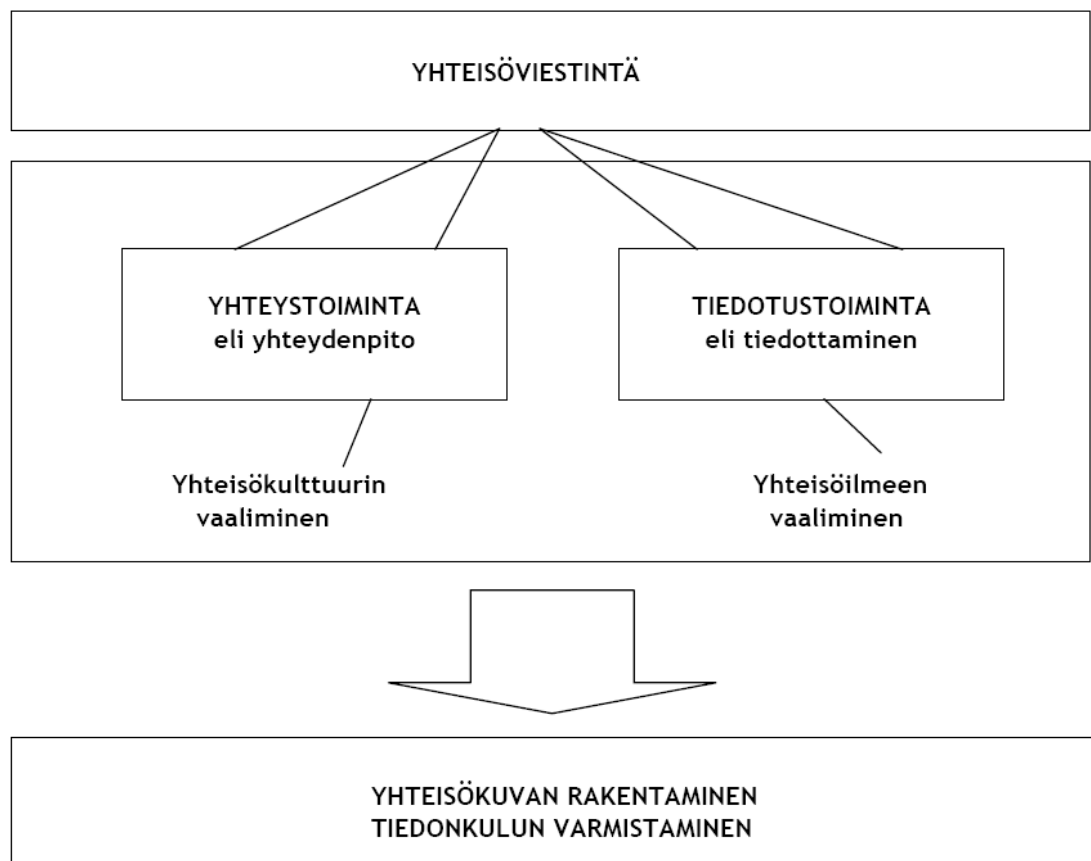 YHTEISÖVIESTINTÄ
YHTEYSTOIMINTA
eli yhteydenpito
TIEDOTUSTOIMINTA
eli tiedottaminen
Yhteisökulttuurin
vaaliminen
Yhteisöilmeen
vaaliminen
YHTEISÖKUVAN RAKENTAMINEN
TIEDONKULUN VARMISTAMINEN